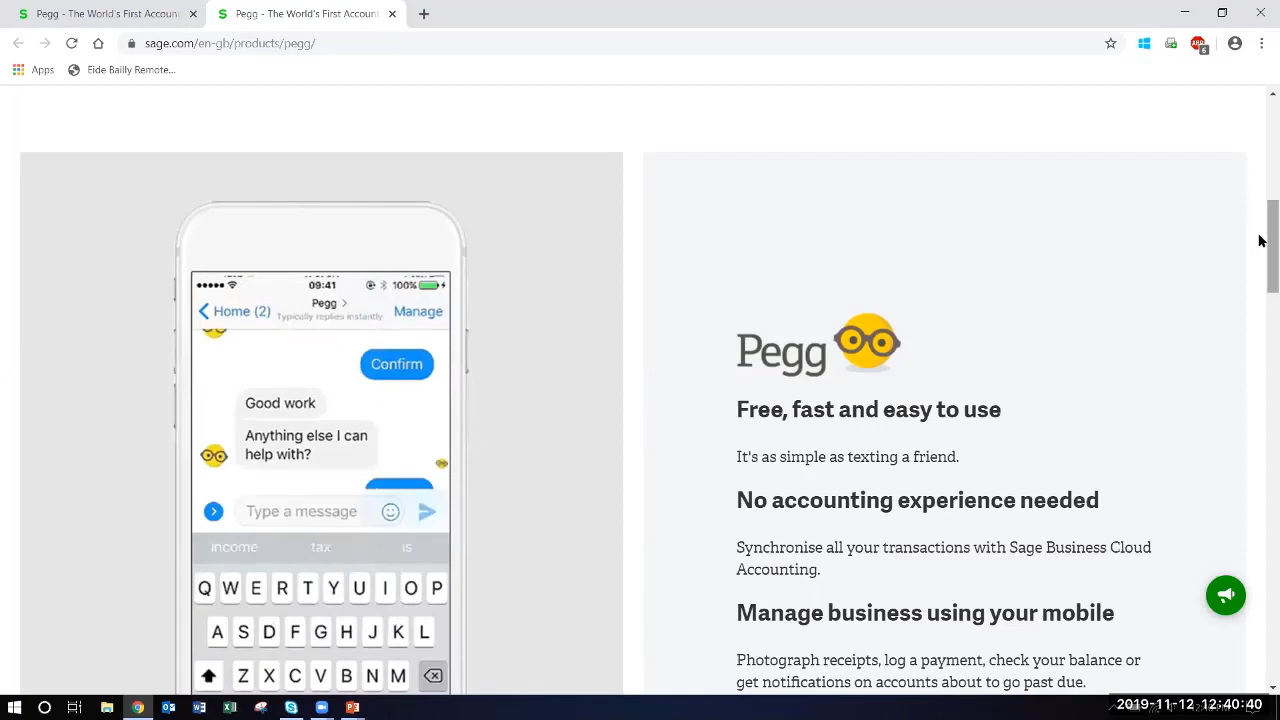 Pegg - The World's First Account
Pegg - The World's First Account
sage.com/en-gb/products/pegg/
6
Apps
Eide Bailly Remote...
09:41
100%
Home (2)
Pegg
Manage
Typically replies instantly
Confirm
Good work
Anything else I can
help with?
Type a message
income tax is
Q W E R T Y U I O P
A S D F G H J K L
Z X C V B N M
Pegg
Free, fast and easy to use
It's as simple as texting a friend.
No accounting experience needed
Synchronise all your transactions with Sage Business Cloud
Accounting.
Manage business using your mobile
Photograph receipts, log a payment, check your balance or
get notifications on accounts about to go past due.
2019-11-12 12:40:40